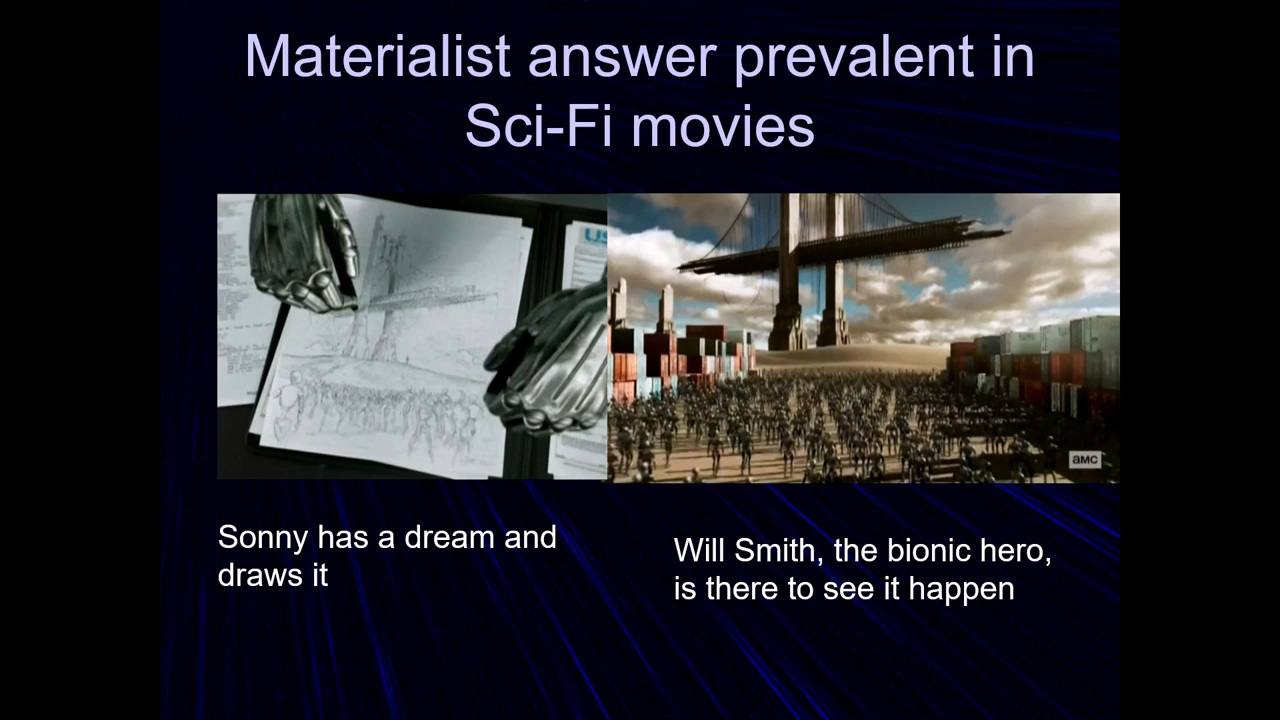 Materialist answer prevalent in
Sci-Fi movies
US
amc
Sonny has a dream and
draws it
Will Smith, the bionic hero,
is there to see it happen